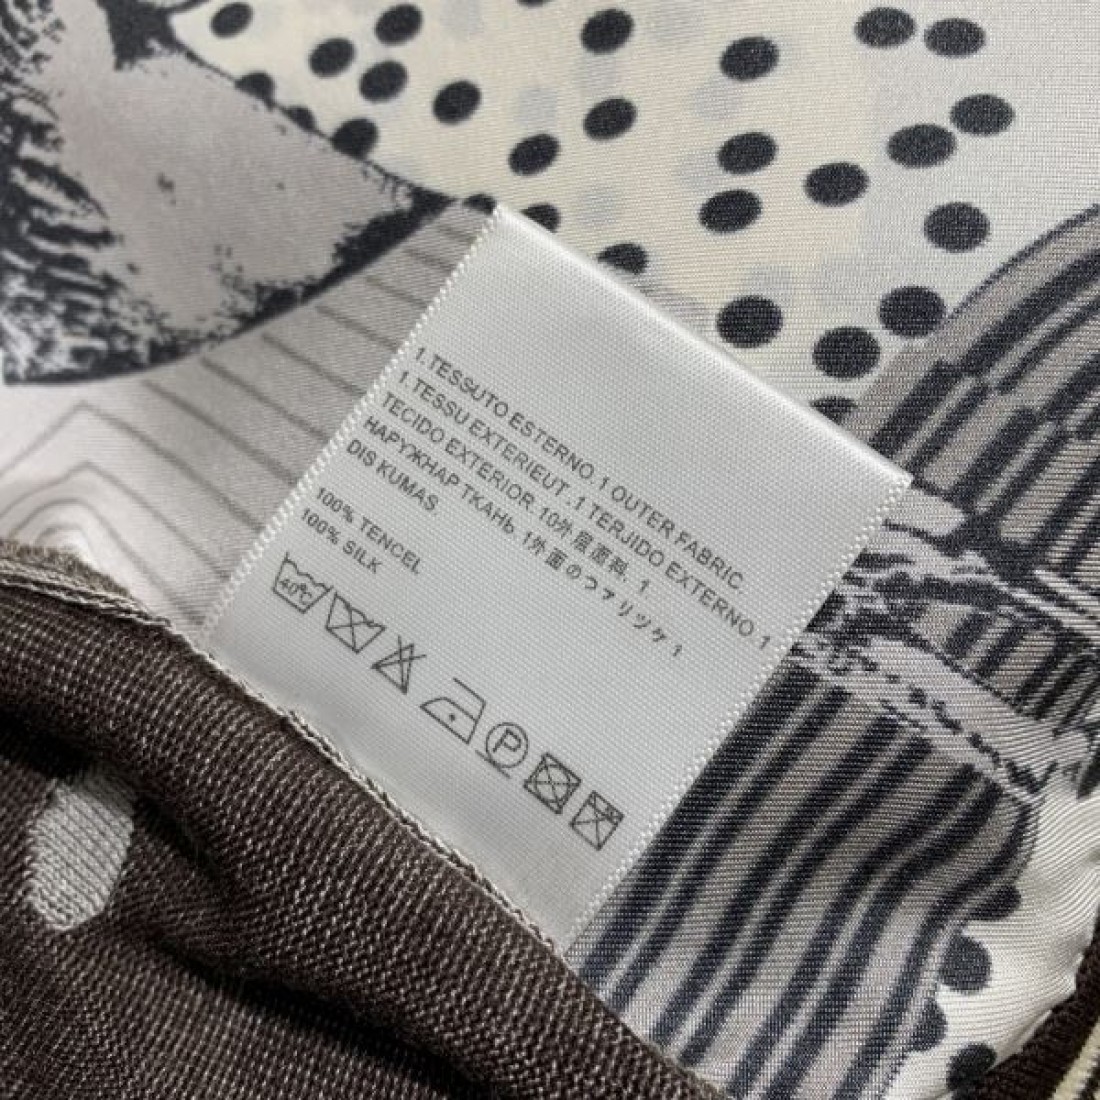 1.TESSUTO ESTERNO.1 OUTER FABRIC.
1.TESSU EXTERIEUT.1 TERJIDO EXTERNO.1
TECIDO EXTERIOR.10外层面料. 1.
НАРУЖНАР ТКАНЬ. 1外面のつァリツケ 1
DIS KUMAS.
100% TENCEL
100% SILK
40℃
P